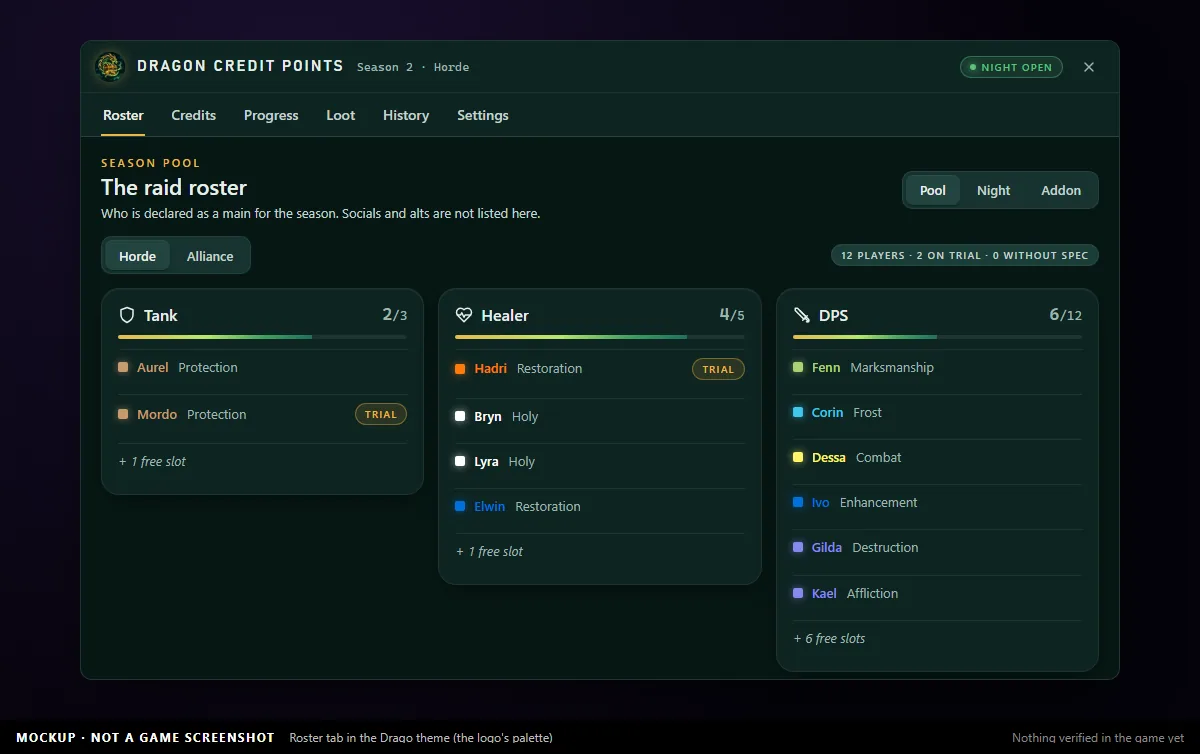 DRAGON CREDIT POINTS Season 2 · Horde
NIGHT OPEN
Roster Credits Progress Loot History Settings
SEASON POOL
The raid roster
Who is declared as a main for the season. Socials and alts are not listed here.
Pool Night Addon
Horde Alliance
12 PLAYERS · 2 ON TRIAL · 0 WITHOUT SPEC
Tank 2/3
Aurel Protection
Mordo Protection TRIAL
+ 1 free slot
Healer 4/5
Hadri Restoration TRIAL
Bryn Holy
Lyra Holy
Elwin Restoration
+ 1 free slot
DPS 6/12
Fenn Marksmanship
Corin Frost
Dessa Combat
Ivo Enhancement
Gilda Destruction
Kael Affliction
+ 6 free slots
MOCKUP · NOT A GAME SCREENSHOT Roster tab in the Drago theme (the logo's palette)
Nothing verified in the game yet